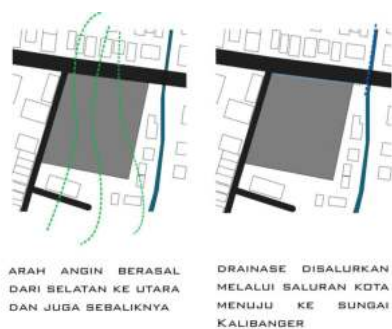 ARAH ANGIN BERASAL
DARI SELATAN KE UTARA
DAN JUGA SEBALIKNYA
DRAINASE DISALURKAN
MELALUI SALURAN KOTA
MENUJU KE SUNGAI
KALIBANGER